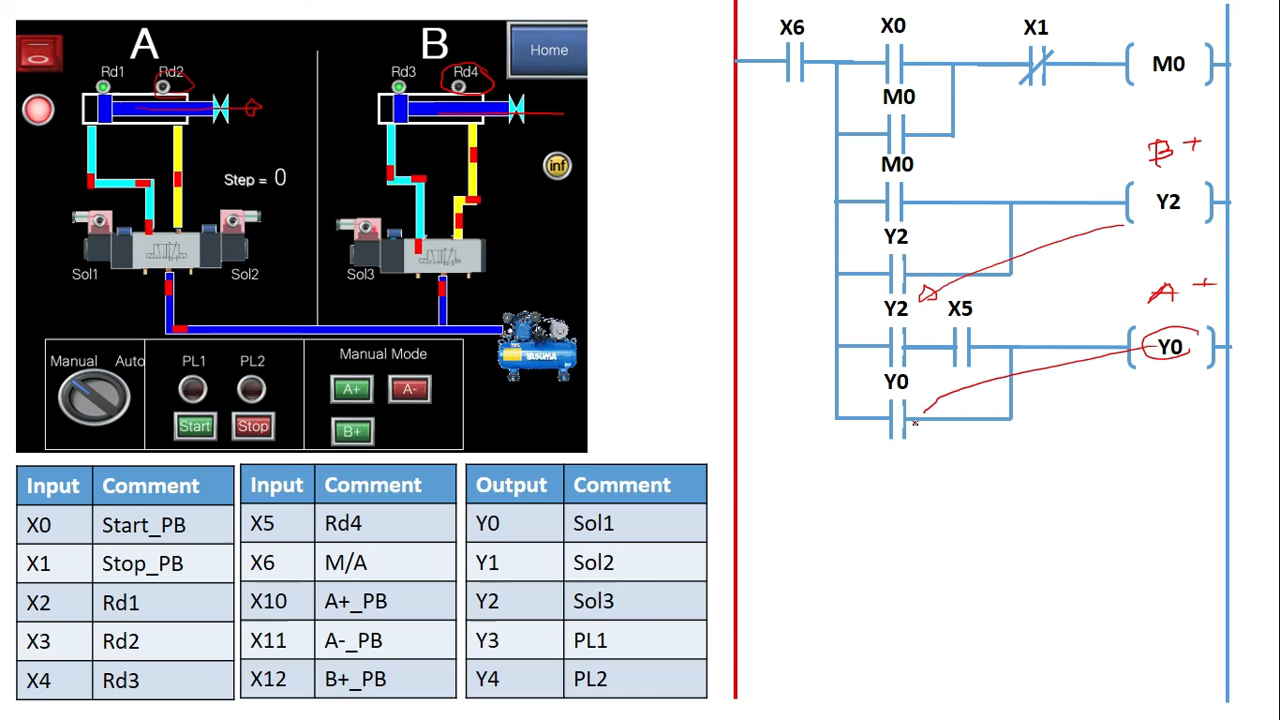 A
B
Home
Rd1
Rd2
Rd3
Rd4
inf
Step = 0
Sol1
Sol2
Sol3
YASUMA
Manual
Auto
PL1
PL2
Manual Mode
A+
A-
Start
Stop
B+
Input Comment
X0 Start_PB
X1 Stop_PB
X2 Rd1
X3 Rd2
X4 Rd3
Input Comment
X5 Rd4
X6 M/A
X10 A+_PB
X11 A-_PB
X12 B+_PB
Output Comment
Y0 Sol1
Y1 Sol2
Y2 Sol3
Y3 PL1
Y4 PL2
X6 X0 X1
M0
M0
B+
M0
Y2
Y2
A+
Y2 X5
Y0
Y0